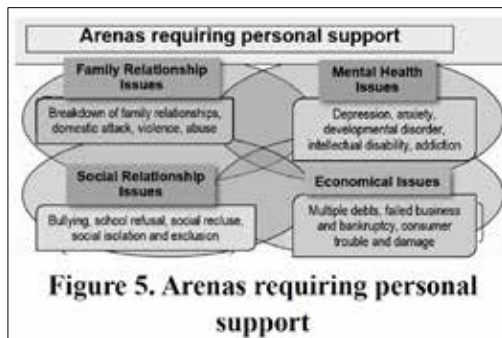 Arenas requiring personal support
Family Relationship
Issues
Breakdown of family relationships,
domestic attack, violence, abuse
Mental Health
Issues
Depression, anxiety,
developmental disorder,
intellectual disability, addiction
Social Relationship
Issues
Bullying, school refusal, social recluse,
social isolation and exclusion
Economical Issues
Multiple debts, failed business
and bankruptcy, consumer
trouble and damage
Figure 5. Arenas requiring personal
support